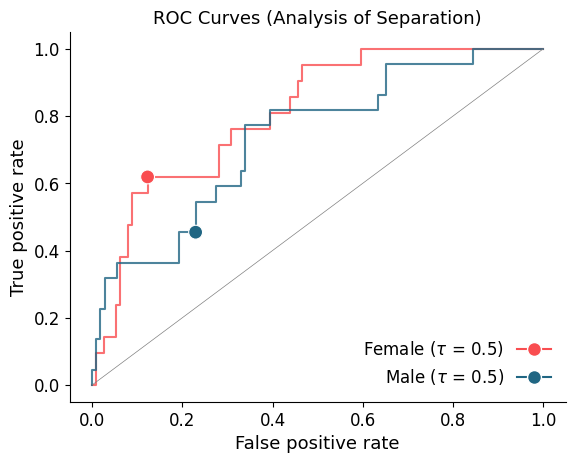 ROC Curves (Analysis of Separation)
True positive rate
1.0
0.8
0.6
0.4
0.2
0.0
0.0 0.2 0.4 0.6 0.8 1.0
False positive rate
Female (τ = 0.5)
Male (τ = 0.5)